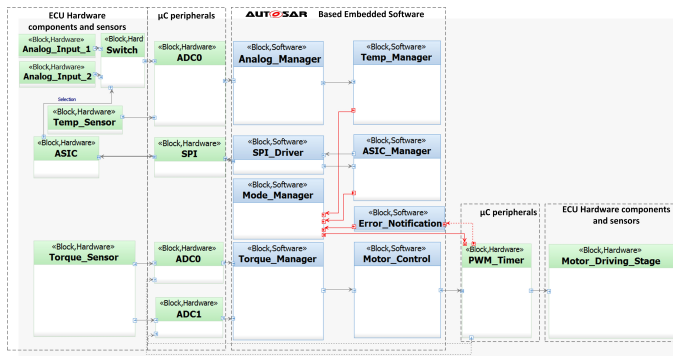 ECU Hardware
components and sensors
µC peripherals
AUTOSAR Based Embedded Software
«Block,Hardware»
Analog_Input_1
«Block,Hard
Switch
«Block,Hardware»
Analog_Input_2
Selection
«Block,Hardware»
Temp_Sensor
«Block,Hardware»
ASIC
«Block,Hardware»
ADC0
«Block,Hardware»
SPI
«Block,Software»
Analog_Manager
«Block,Software»
Temp_Manager
«Block,Software»
SPI_Driver
«Block,Software»
ASIC_Manager
«Block,Software»
Mode_Manager
«Block,Software»
Error_Notification
µC peripherals
ECU Hardware components
and sensors
«Block,Hardware»
Torque_Sensor
«Block,Hardware»
ADC0
«Block,Hardware»
ADC1
«Block,Software»
Torque_Manager
«Block,Software»
Motor_Control
«Block,Hardware»
PWM_Timer
«Block,Hardware»
Motor_Driving_Stage